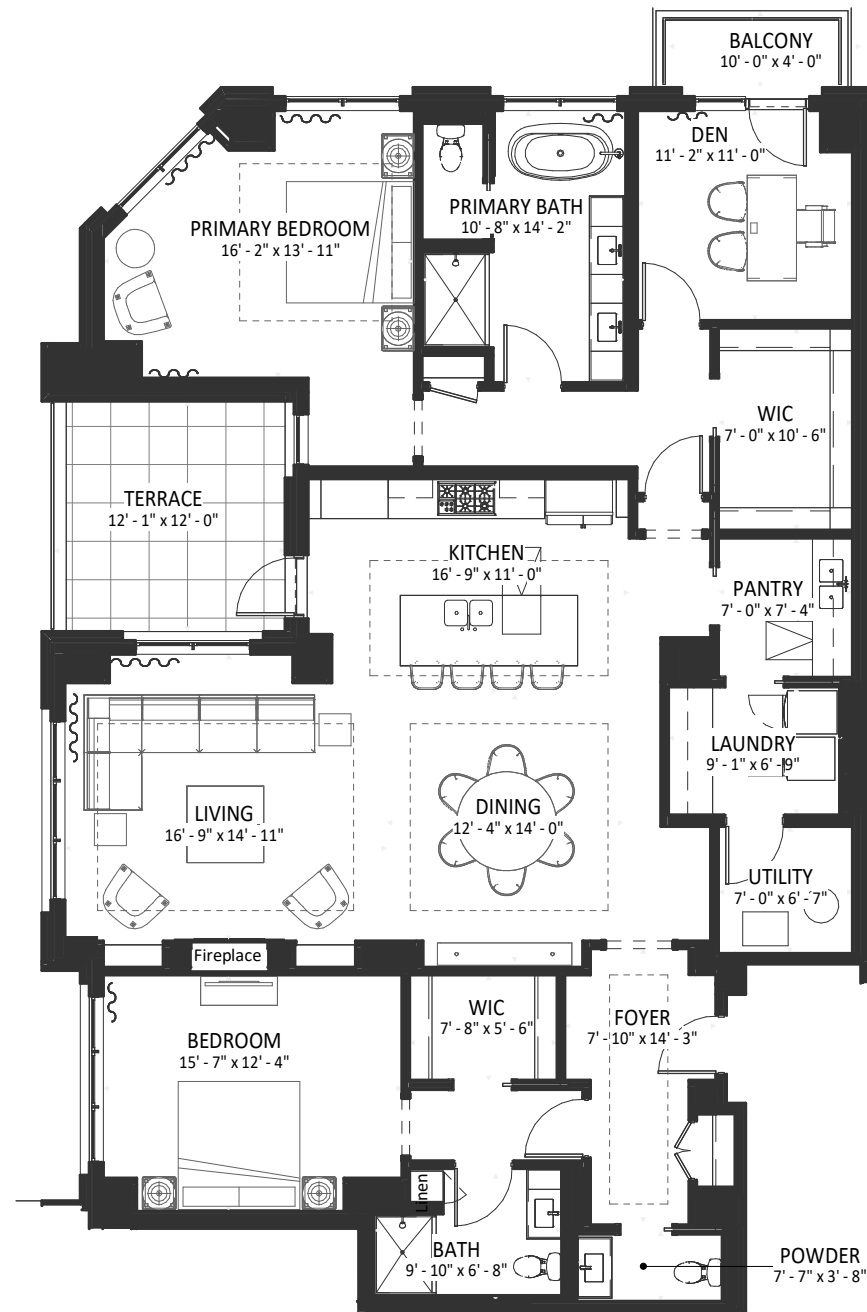 BALCONY
10' - 0" x 4' - 0"
DEN
11' - 2" x 11' - 0"
PRIMARY BEDROOM
16' - 2" x 13' - 11"
PRIMARY BATH
10' - 8" x 14' - 2"
WIC
7' - 0" x 10' - 6"
TERRACE
12' - 1" x 12' - 0"
KITCHEN
16' - 9" x 11' - 0"
PANTRY
7' - 0" x 7' - 4"
LAUNDRY
9' - 1" x 6' - 9"
LIVING
16' - 9" x 14' - 11"
DINING
12' - 4" x 14' - 0"
UTILITY
7' - 0" x 6' - 7"
Fireplace
WIC
7' - 8" x 5' - 6"
FOYER
7' - 10" x 14' - 3"
BEDROOM
15' - 7" x 12' - 4"
Linen
BATH
9' - 10" x 6' - 8"
POWDER
7' - 7" x 3' - 8"